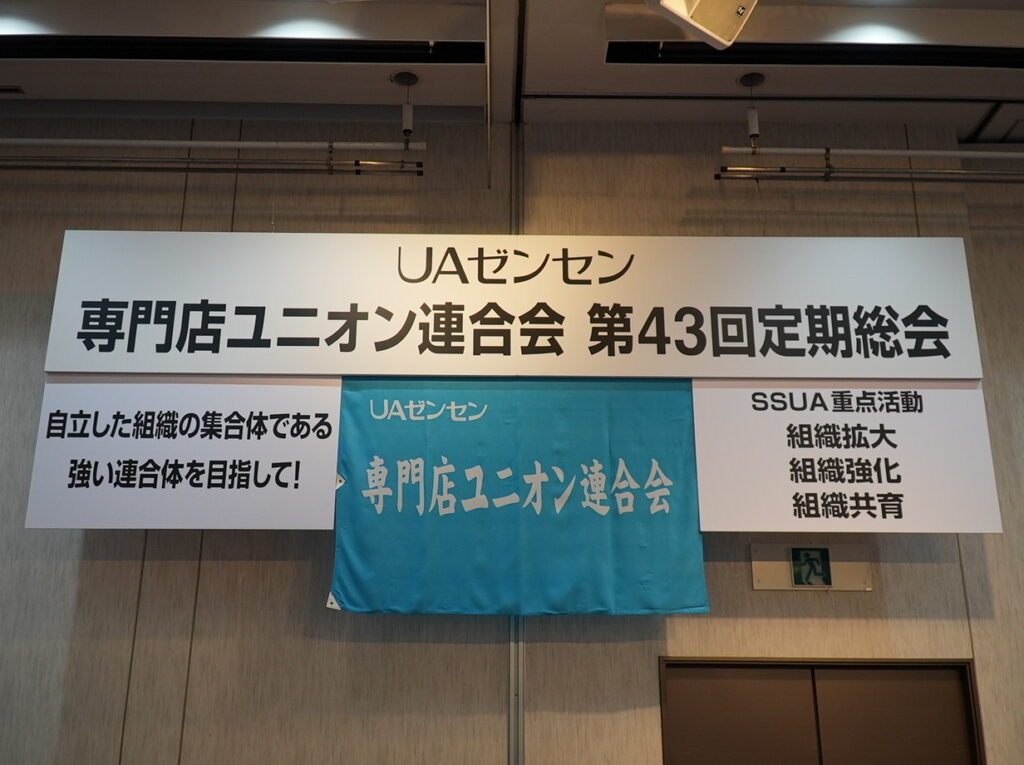 UAゼンセン
専門店ユニオン連合会 第43回定期総会
自立した組織の集合体である
強い連合体を目指して!
UAゼンセン
専門店ユニオン連合会
SSUA重点活動
組織拡大
組織強化
組織共育